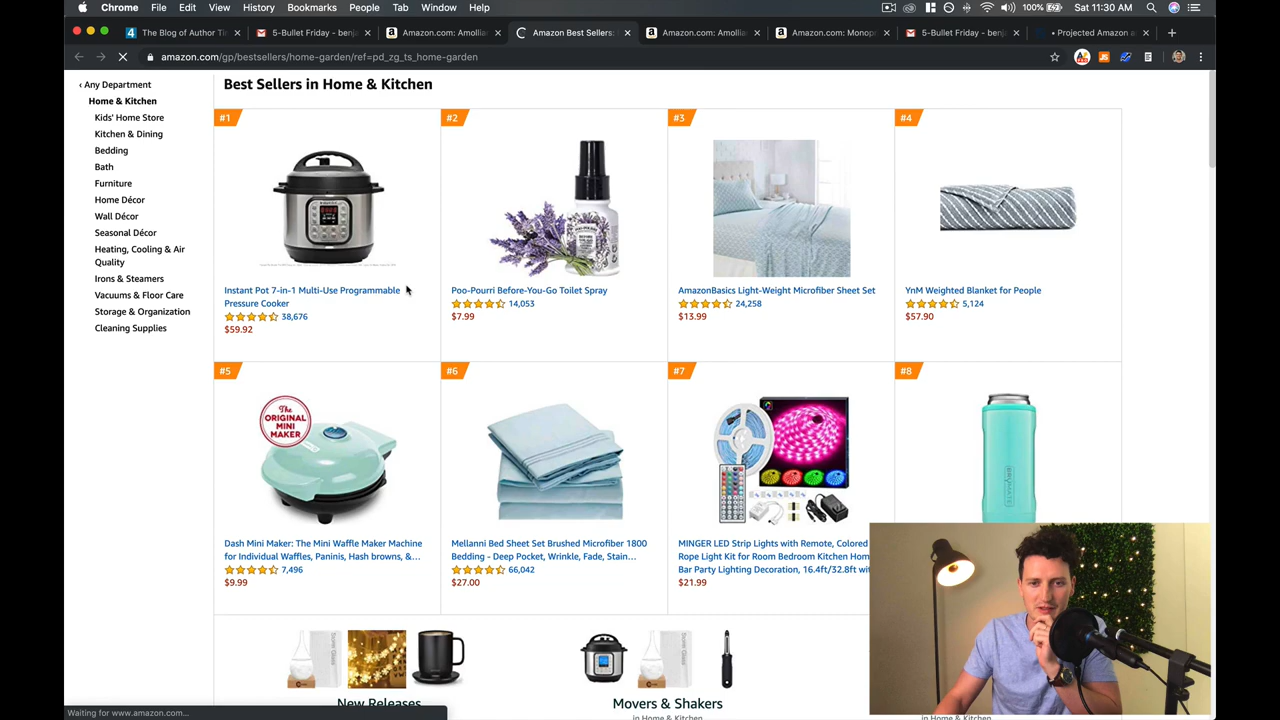 Chrome File Edit View History Bookmarks People Tab Window Help 100% Sat 11:30 AM
The Blog of Author Ti
5-Bullet Friday - benj
Amazon.com: Amollia
Amazon Best Sellers:
Amazon.com: Amollia
Amazon.com: Monop
5-Bullet Friday - benja
• Projected Amazon a
amazon.com/gp/bestsellers/home-garden/ref=pd_zg_ts_home-garden
‹ Any Department
Home & Kitchen
Kids' Home Store
Kitchen & Dining
Bedding
Bath
Furniture
Home Décor
Wall Décor
Seasonal Décor
Heating, Cooling & Air
Quality
Irons & Steamers
Vacuums & Floor Care
Storage & Organization
Cleaning Supplies
Best Sellers in Home & Kitchen
#1
Instant Pot 7-in-1 Multi-Use Programmable
Pressure Cooker
38,676
$59.92
#2
Poo-Pourri Before-You-Go Toilet Spray
14,053
$7.99
#3
AmazonBasics Light-Weight Microfiber Sheet Set
24,258
$13.99
#4
YnM Weighted Blanket for People
5,124
$57.90
#5
The
ORIGINAL
MINI
MAKER
Dash Mini Maker: The Mini Waffle Maker Machine
for Individual Waffles, Paninis, Hash browns, &...
7,496
$9.99
#6
Mellanni Bed Sheet Set Brushed Microfiber 1800
Bedding - Deep Pocket, Wrinkle, Fade, Stain...
66,042
$27.00
#7
MINGER LED Strip Lights with Remote, Colored
Rope Light Kit for Room Bedroom Kitchen Hom
Bar Party Lighting Decoration, 16.4ft/32.8ft wit
$21.99
#8
New Releases
Movers & Shakers
in Home & Kitchen
in Home & Kitchen
Waiting for www.amazon.com...